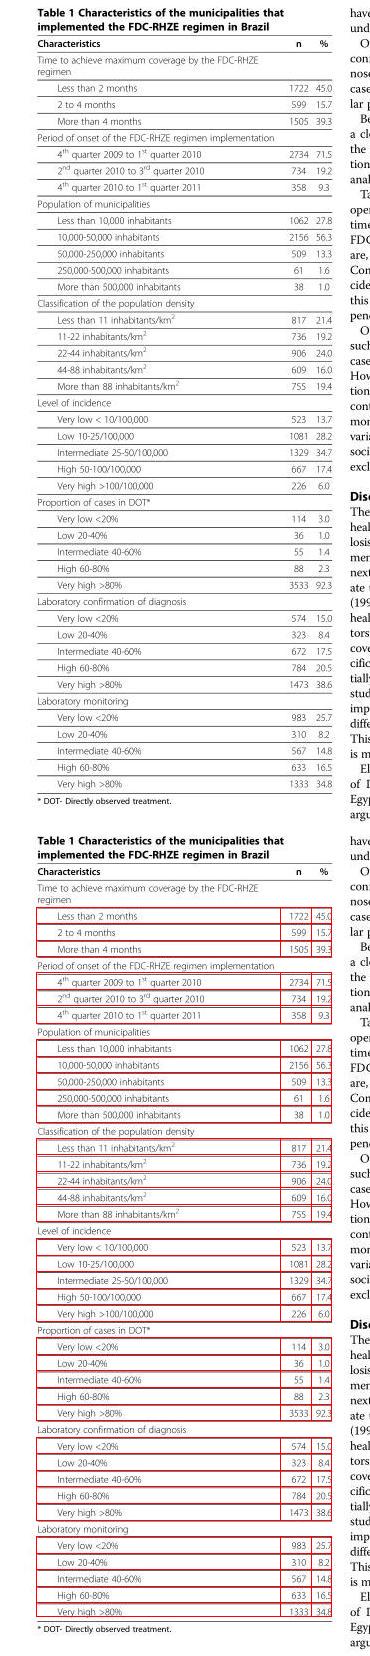 Table 1 Characteristics of the municipalities that
implemented the FDC-RHZE regimen in Brazil
Characteristics n %
Time to achieve maximum coverage by the FDC-RHZE
regimen
Less than 2 months 1722 45.0
2 to 4 months 599 15.7
More than 4 months 1505 39.3
Period of onset of the FDC-RHZE regimen implementation
4th quarter 2009 to 1st quarter 2010 2734 71.5
2nd quarter 2010 to 3rd quarter 2010 734 19.2
4th quarter 2010 to 1st quarter 2011 358 9.3
Population of municipalities
Less than 10,000 inhabitants 1062 27.8
10,000-50,000 inhabitants 2156 56.3
50,000-250,000 inhabitants 509 13.3
250,000-500,000 inhabitants 61 1.6
More than 500,000 inhabitants 38 1.0
Classification of the population density
Less than 11 inhabitants/km2 817 21.4
11-22 inhabitants/km2 736 19.2
22-44 inhabitants/km2 906 24.0
44-88 inhabitants/km2 609 16.0
More than 88 inhabitants/km2 755 19.4
Level of incidence
Very low < 10/100,000 523 13.7
Low 10-25/100,000 1081 28.2
Intermediate 25-50/100,000 1329 34.7
High 50-100/100,000 667 17.4
Very high >100/100,000 226 6.0
Proportion of cases in DOT*
Very low <20% 114 3.0
Low 20-40% 36 1.0
Intermediate 40-60% 55 1.4
High 60-80% 88 2.3
Very high >80% 3533 92.3
Laboratory confirmation of diagnosis
Very low <20% 574 15.0
Low 20-40% 323 8.4
Intermediate 40-60% 672 17.5
High 60-80% 784 20.5
Very high >80% 1473 38.6
Laboratory monitoring
Very low <20% 983 25.7
Low 20-40% 310 8.2
Intermediate 40-60% 567 14.8
High 60-80% 633 16.5
Very high >80% 1333 34.8
* DOT- Directly observed treatment.
Table 1 Characteristics of the municipalities that
implemented the FDC-RHZE regimen in Brazil
Characteristics n %
Time to achieve maximum coverage by the FDC-RHZE
regimen
Less than 2 months 1722 45.0
2 to 4 months 599 15.7
More than 4 months 1505 39.3
Period of onset of the FDC-RHZE regimen implementation
4th quarter 2009 to 1st quarter 2010 2734 71.5
2nd quarter 2010 to 3rd quarter 2010 734 19.2
4th quarter 2010 to 1st quarter 2011 358 9.3
Population of municipalities
Less than 10,000 inhabitants 1062 27.8
10,000-50,000 inhabitants 2156 56.3
50,000-250,000 inhabitants 509 13.3
250,000-500,000 inhabitants 61 1.6
More than 500,000 inhabitants 38 1.0
Classification of the population density
Less than 11 inhabitants/km2 817 21.4
11-22 inhabitants/km2 736 19.2
22-44 inhabitants/km2 906 24.0
44-88 inhabitants/km2 609 16.0
More than 88 inhabitants/km2 755 19.4
Level of incidence
Very low < 10/100,000 523 13.7
Low 10-25/100,000 1081 28.2
Intermediate 25-50/100,000 1329 34.7
High 50-100/100,000 667 17.4
Very high >100/100,000 226 6.0
Proportion of cases in DOT*
Very low <20% 114 3.0
Low 20-40% 36 1.0
Intermediate 40-60% 55 1.4
High 60-80% 88 2.3
Very high >80% 3533 92.3
Laboratory confirmation of diagnosis
Very low <20% 574 15.0
Low 20-40% 323 8.4
Intermediate 40-60% 672 17.5
High 60-80% 784 20.5
Very high >80% 1473 38.6
Laboratory monitoring
Very low <20% 983 25.7
Low 20-40% 310 8.2
Intermediate 40-60% 567 14.8
High 60-80% 633 16.5
Very high >80% 1333 34.8
* DOT- Directly observed treatment.